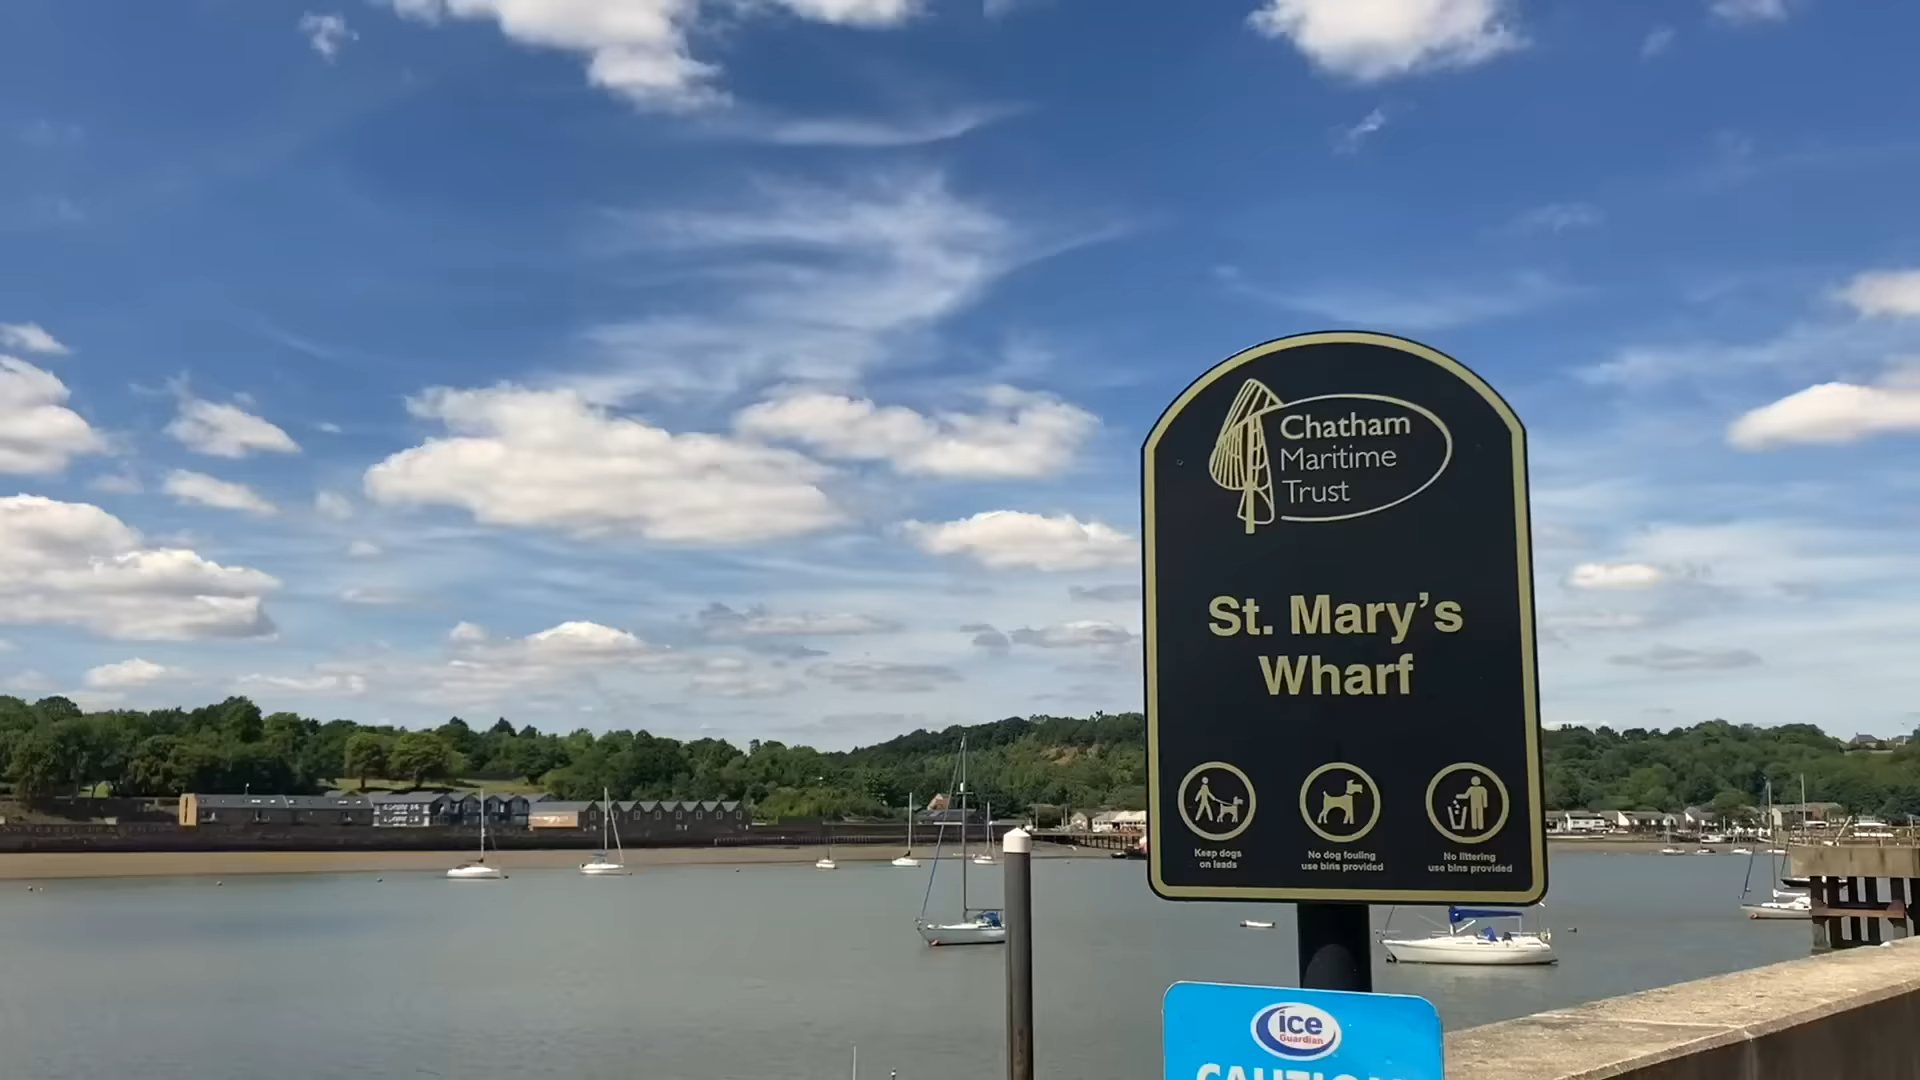 Chatham
Maritime
Trust
St. Mary’s
Wharf
Keep dogs
on leads
No dog fouling
use bins provided
No littering
use bins provided
ice
Guardian
CAUTION